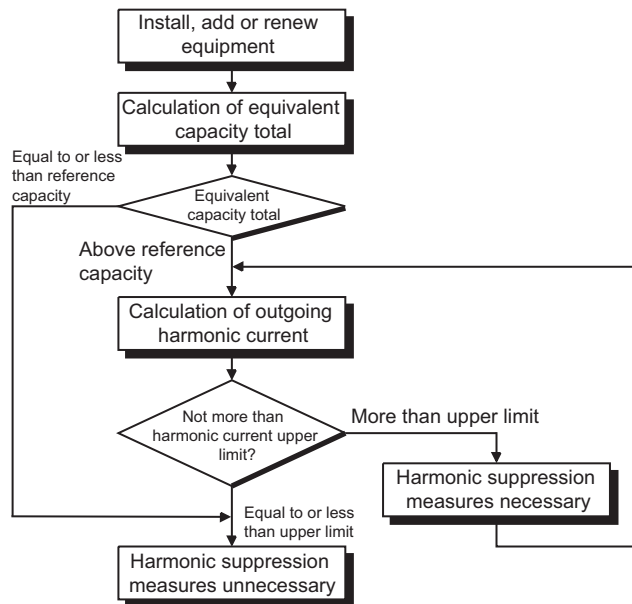 Install, add or renew
equipment
Calculation of equivalent
capacity total
Equal to or less
than reference
capacity
Equivalent
capacity total
Above reference
capacity
Calculation of outgoing
harmonic current
Not more than
harmonic current upper
limit?
More than upper limit
Harmonic suppression
measures necessary
Equal to or less
than upper limit
Harmonic suppression
measures unnecessary